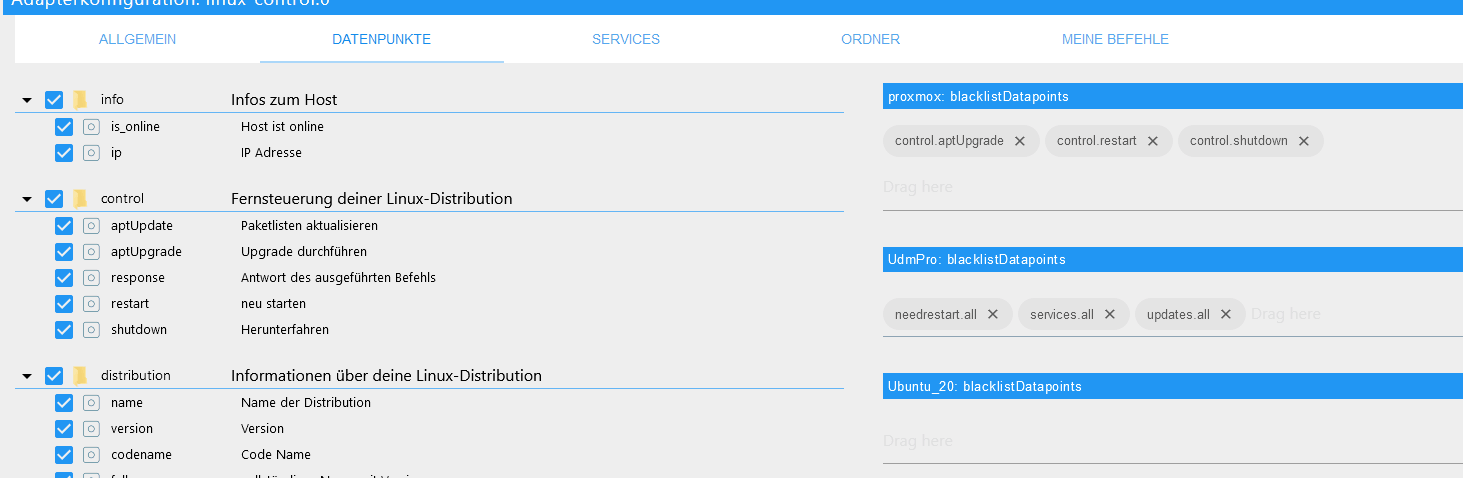 Adapterkonfiguration: linux-control.0
ALLGEMEIN DATENPUNKTE SERVICES ORDNER MEINE BEFEHLE
info Infos zum Host
is_online Host ist online
ip IP Adresse
control Fernsteuerung deiner Linux-Distribution
aptUpdate Paketlisten aktualisieren
aptUpgrade Upgrade durchführen
response Antwort des ausgeführten Befehls
restart neu starten
shutdown Herunterfahren
distribution Informationen über deine Linux-Distribution
name Name der Distribution
version Version
codename Code Name
proxmox: blacklistDatapoints
control.aptUpgrade control.restart control.shutdown
Drag here
UdmPro: blacklistDatapoints
needrestart.all services.all updates.all Drag here
Ubuntu_20: blacklistDatapoints
Drag here